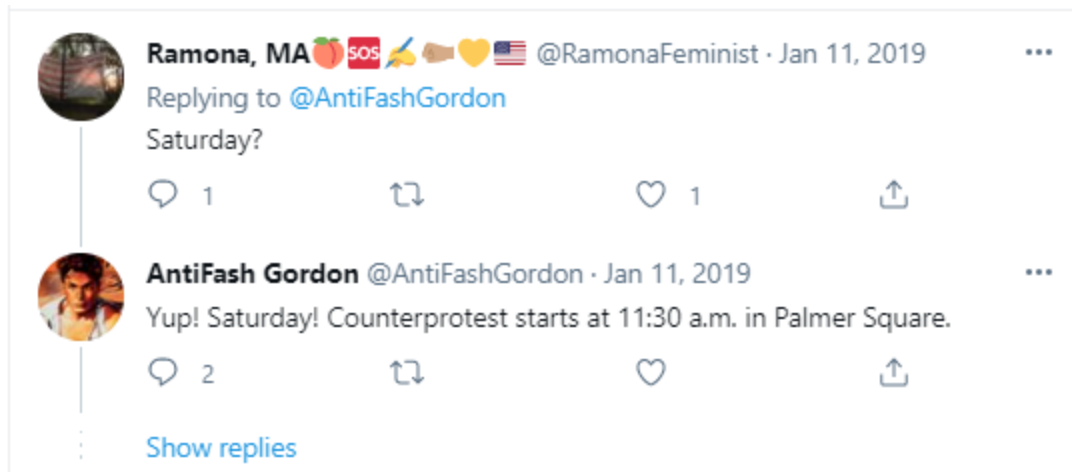 Ramona, MA🍑🆘✍🏼🤛🏽💛🇺🇸 @RamonaFeminist · Jan 11, 2019
Replying to @AntiFashGordon
Saturday?
1 1
AntiFash Gordon @AntiFashGordon · Jan 11, 2019
Yup! Saturday! Counterprotest starts at 11:30 a.m. in Palmer Square.
2
Show replies